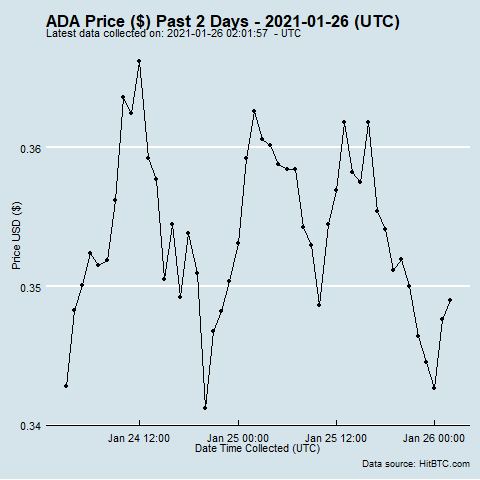 ADA Price ($) Past 2 Days - 2021-01-26 (UTC)
Latest data collected on: 2021-01-26 02:01:57 - UTC
0.36
0.35
0.34
Price USD ($)
Jan 24 12:00 Jan 25 00:00 Jan 25 12:00 Jan 26 00:00
Date Time Collected (UTC)
Data source: HitBTC.com